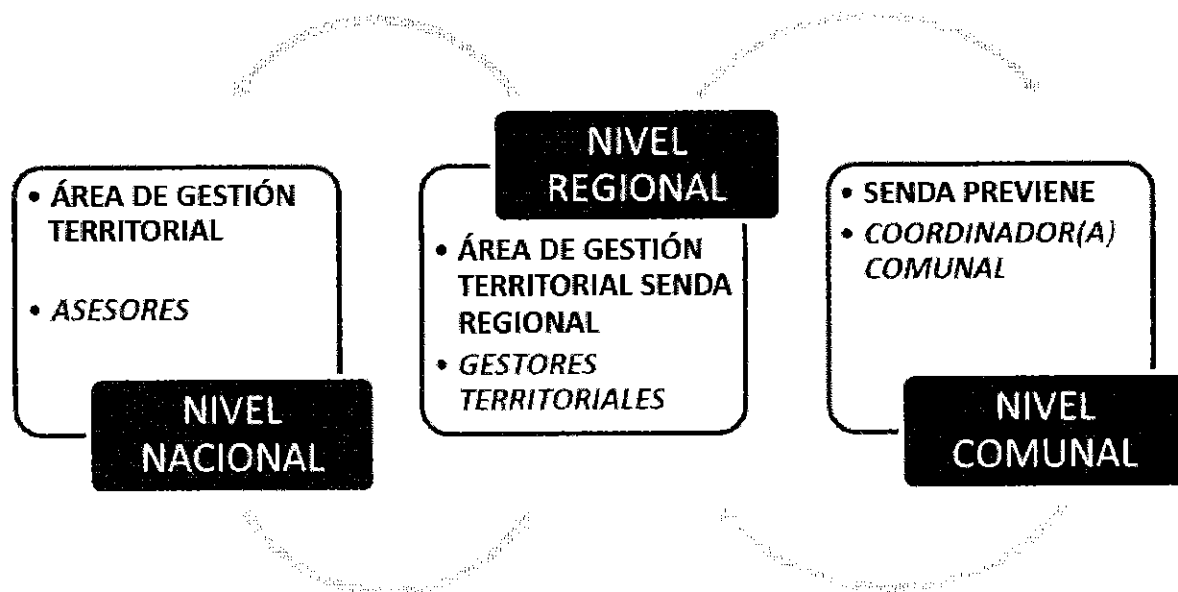 • ÁREA DE GESTIÓN
TERRITORIAL
• ASESORES
NIVEL
NACIONAL
NIVEL
REGIONAL
• ÁREA DE GESTIÓN
TERRITORIAL SENDA
REGIONAL
• GESTORES
TERRITORIALES
• SENDA PREVIENE
• COORDINADOR(A)
COMUNAL
NIVEL
COMUNAL